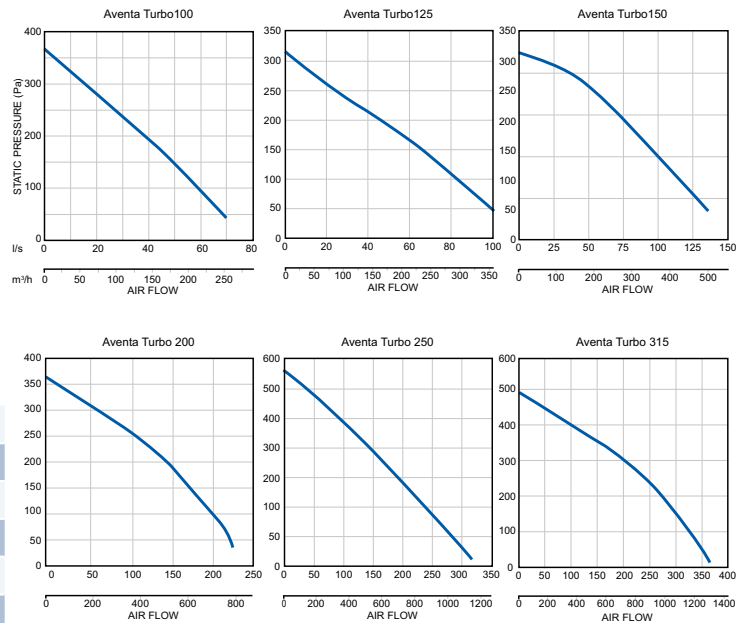 Aventa Turbo100
Aventa Turbo125
Aventa Turbo150
STATIC PRESSURE (Pa)
400
300
200
100
0
l/s
0 20 40 60 80
m³/h
0 50 100 150 200 250
AIR FLOW
350
300
250
200
150
100
50
0
0 20 40 60 80 100
0 50 100 150 200 250 300 350
AIR FLOW
350
300
250
200
150
100
50
0
0 25 50 75 100 125 150
0 100 200 300 400 500
AIR FLOW
Aventa Turbo 200
Aventa Turbo 250
Aventa Turbo 315
400
350
300
250
200
150
100
50
0
0 50 100 150 200 250
0 200 400 600 800
AIR FLOW
600
500
400
300
200
100
50
0
0 50 100 150 200 250 300 350
0 200 400 600 800 1000 1200
AIR FLOW
600
500
400
300
200
100
0
0 50 100 150 200 250 300 350 400
0 200 400 600 800 1000 1200 1400
AIR FLOW